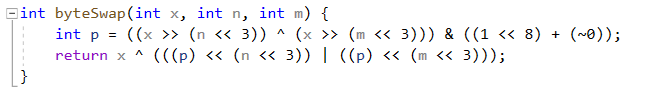 int byteSwap(int x, int n, int m) {
int p = ((x >> (n << 3)) ^ (x >> (m << 3))) & ((1 << 8) + (~0));
return x ^ (((p) << (n << 3)) | ((p) << (m << 3)));
}